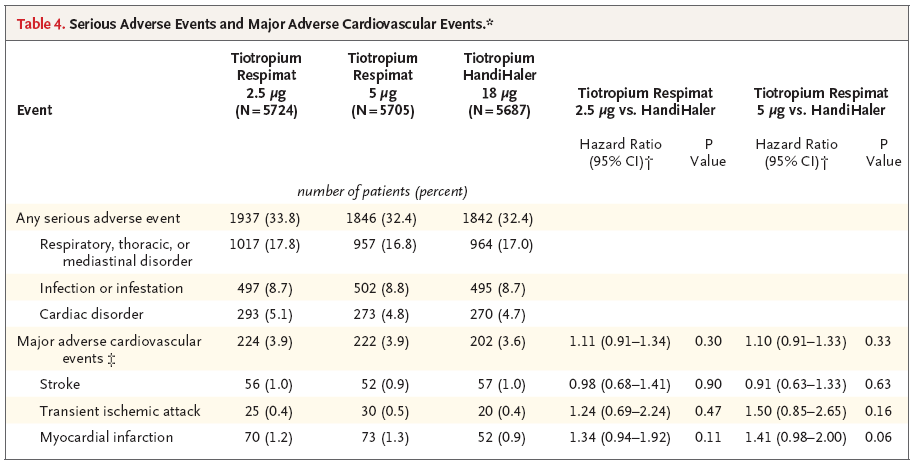 Table 4. Serious Adverse Events and Major Adverse Cardiovascular Events.*
Event
Tiotropium Respimat 2.5 µg (N=5724)
Tiotropium Respimat 5 µg (N=5705)
Tiotropium HandiHaler 18 µg (N=5687)
Tiotropium Respimat 2.5 µg vs. HandiHaler
Tiotropium Respimat 5 µg vs. HandiHaler
Hazard Ratio (95% CI)† P Value Hazard Ratio (95% CI)† P Value
number of patients (percent)
Any serious adverse event 1937 (33.8) 1846 (32.4) 1842 (32.4)
Respiratory, thoracic, or mediastinal disorder 1017 (17.8) 957 (16.8) 964 (17.0)
Infection or infestation 497 (8.7) 502 (8.8) 495 (8.7)
Cardiac disorder 293 (5.1) 273 (4.8) 270 (4.7)
Major adverse cardiovascular events ‡ 224 (3.9) 222 (3.9) 202 (3.6) 1.11 (0.91–1.34) 0.30 1.10 (0.91–1.33) 0.33
Stroke 56 (1.0) 52 (0.9) 57 (1.0) 0.98 (0.68–1.41) 0.90 0.91 (0.63–1.33) 0.63
Transient ischemic attack 25 (0.4) 30 (0.5) 20 (0.4) 1.24 (0.69–2.24) 0.47 1.50 (0.85–2.65) 0.16
Myocardial infarction 70 (1.2) 73 (1.3) 52 (0.9) 1.34 (0.94–1.92) 0.11 1.41 (0.98–2.00) 0.06